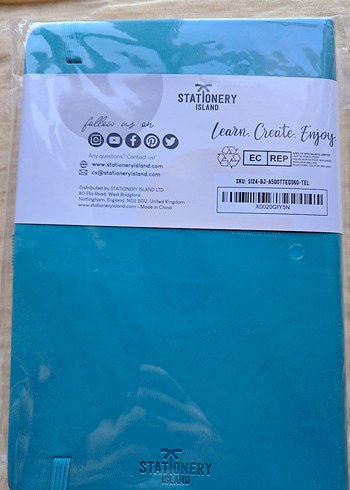 STATIONERY
ISLAND
follow us on
Learn. Create. Enjoy.
Any questions? Contact us!
www.stationeryisland.com
cs@stationeryisland.com
EC REP
Distributed by STATIONERY ISLAND LTD
60 Ella Road, West Bridgford
Nottingham, England, NG2 5GU, United Kingdom
www.stationeryisland.com - Made in China
X0020GIY5N
STATIONERY
ISLAND